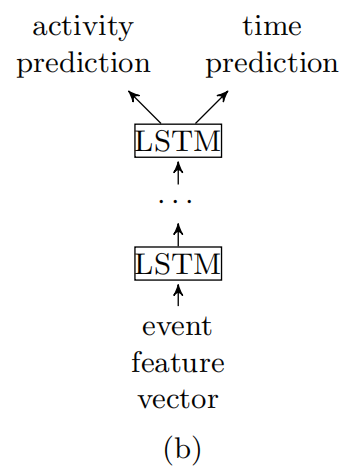 activity time
prediction prediction
LSTM
...
LSTM
event
feature
vector
(b)